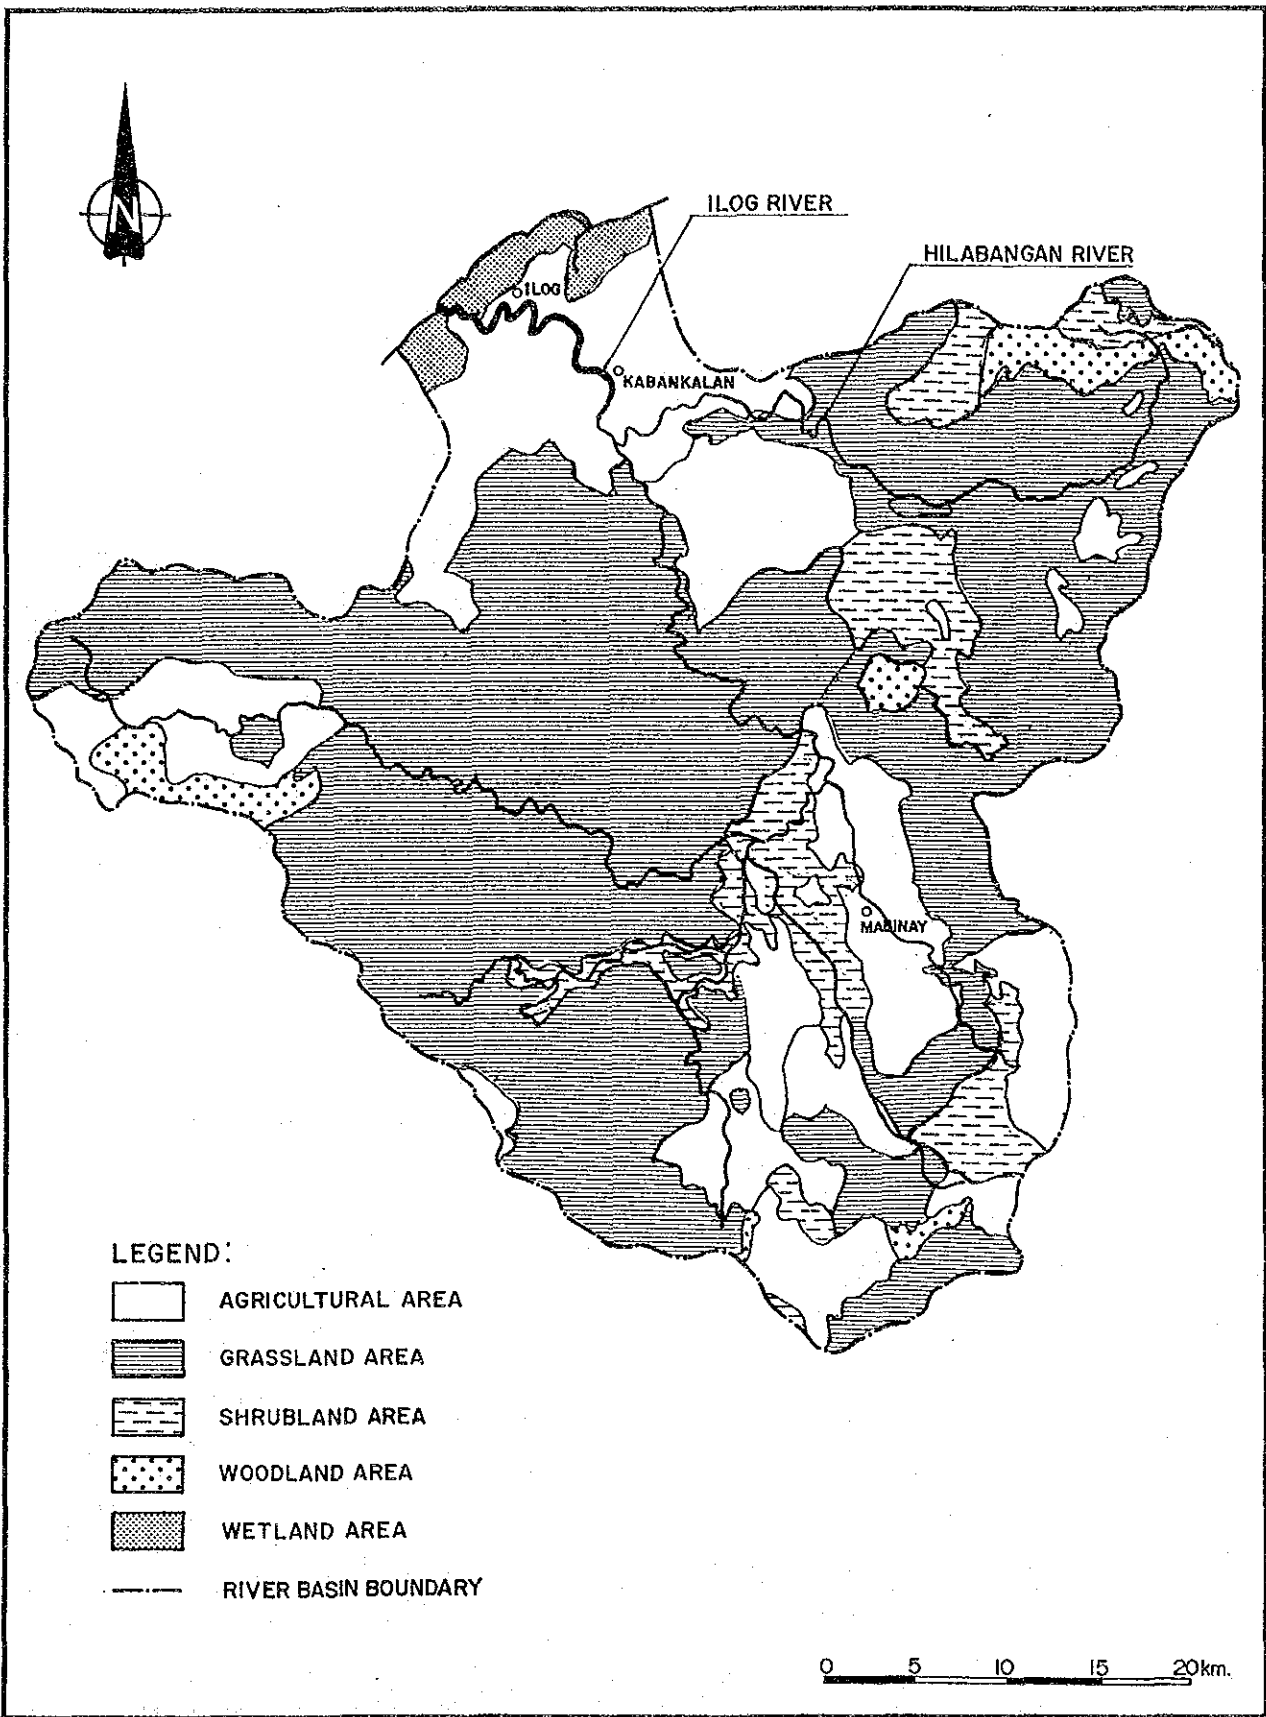 N
ILOG RIVER
HILABANGAN RIVER
ILOG
KABANKALAN
MABINAY
LEGEND:
AGRICULTURAL AREA
GRASSLAND AREA
SHRUBLAND AREA
WOODLAND AREA
WETLAND AREA
RIVER BASIN BOUNDARY
0 5 10 15 20km.